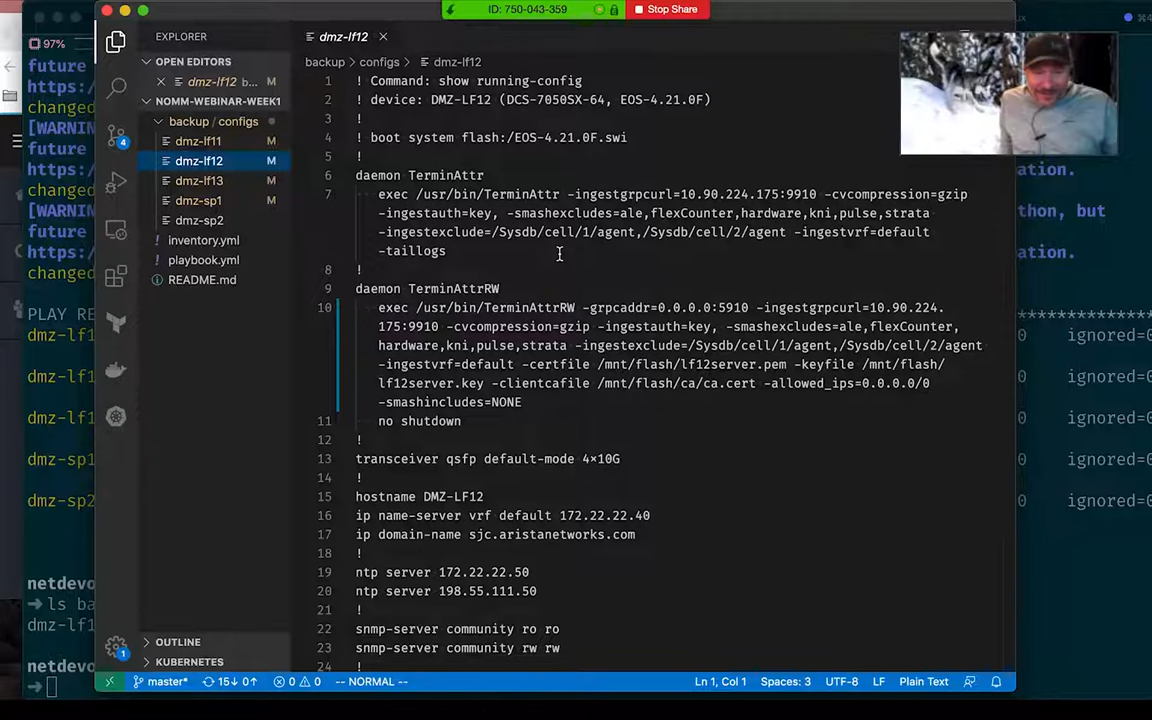 ID: 750-043-359
Stop Share
97%
EXPLORER
OPEN EDITORS
dmz-lf12 b... M
NOMM-WEBINAR-WEEK1
backup / configs
dmz-lf11 M
dmz-lf12 M
dmz-lf13 M
dmz-sp1 M
dmz-sp2
inventory.yml
playbook.yml
README.md
OUTLINE
KUBERNETES
dmz-lf12
backup > configs > dmz-lf12
1 ! Command: show running-config
2 ! device: DMZ-LF12 (DCS-7050SX-64, EOS-4.21.0F)
3 !
4 ! boot system flash:/EOS-4.21.0F.swi
5 !
6 daemon TerminAttr
7 exec /usr/bin/TerminAttr -ingestgrpcurl=10.90.224.175:9910 -cvcompression=gzip
-ingestauth=key, -smashexcludes=ale,flexCounter,hardware,kni,pulse,strata
-ingestexclude=/Sysdb/cell/1/agent,/Sysdb/cell/2/agent -ingestvrf=default
-taillogs
8 !
9 daemon TerminAttrRW
10 exec /usr/bin/TerminAttrRW -grpcaddr=0.0.0.0:5910 -ingestgrpcurl=10.90.224.
175:9910 -cvcompression=gzip -ingestauth=key, -smashexcludes=ale,flexCounter,
hardware,kni,pulse,strata -ingestexclude=/Sysdb/cell/1/agent,/Sysdb/cell/2/agent
-ingestvrf=default -certfile /mnt/flash/lf12server.pem -keyfile /mnt/flash/
lf12server.key -clientcafile /mnt/flash/ca/ca.cert -allowed_ips=0.0.0.0/0
-smashincludes=NONE
11 no shutdown
12 !
13 transceiver qsfp default-mode 4×10G
14 !
15 hostname DMZ-LF12
16 ip name-server vrf default 172.22.22.40
17 ip domain-name sjc.aristanetworks.com
18 !
19 ntp server 172.22.22.50
20 ntp server 198.55.111.50
21 !
22 snmp-server community ro ro
23 snmp-server community rw rw
24 !
master* 15↓ 0↑ 0 0 -- NORMAL -- Ln 1, Col 1 Spaces: 3 UTF-8 LF Plain Text
4
1
future
https:
changed
[WARNIN
future
https:
changed
[WARNIN
future
https:
changed
PLAY RE
dmz-lf1
dmz-lf1
dmz-lf1
dmz-sp1
dmz-sp2
netdevo
➜ ls ba
dmz-lf1
netdevo
➜
ation.
thon, but
ation.
0 ignored=0
0 ignored=0
0 ignored=0
0 ignored=0
0 ignored=0